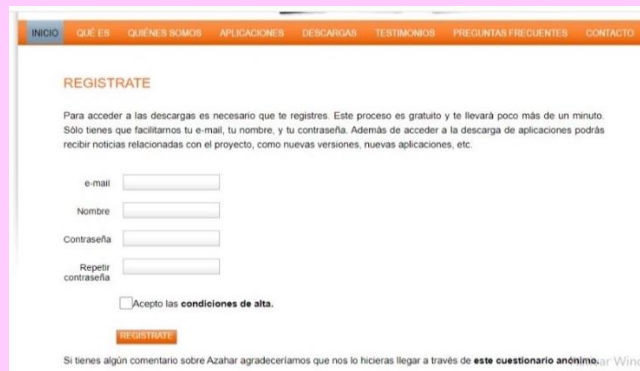 INICIO QUÉ ES QUIÉNES SOMOS APLICACIONES DESCARGAS TESTIMONIOS PREGUNTAS FRECUENTES CONTACTO
REGISTRATE
Para acceder a las descargas es necesario que te registres. Este proceso es gratuito y te llevará poco más de un minuto.
Sólo tienes que facilitarnos tu e-mail, tu nombre, y tu contraseña. Además de acceder a la descarga de aplicaciones podrás
recibir noticias relacionadas con el proyecto, como nuevas versiones, nuevas aplicaciones, etc.
e-mail
Nombre
Contraseña
Repetir
contraseña
Acepto las condiciones de alta.
REGISTRATE
Si tienes algún comentario sobre Azahar agradeceríamos que nos lo hicieras llegar a través de este cuestionario anónimo.